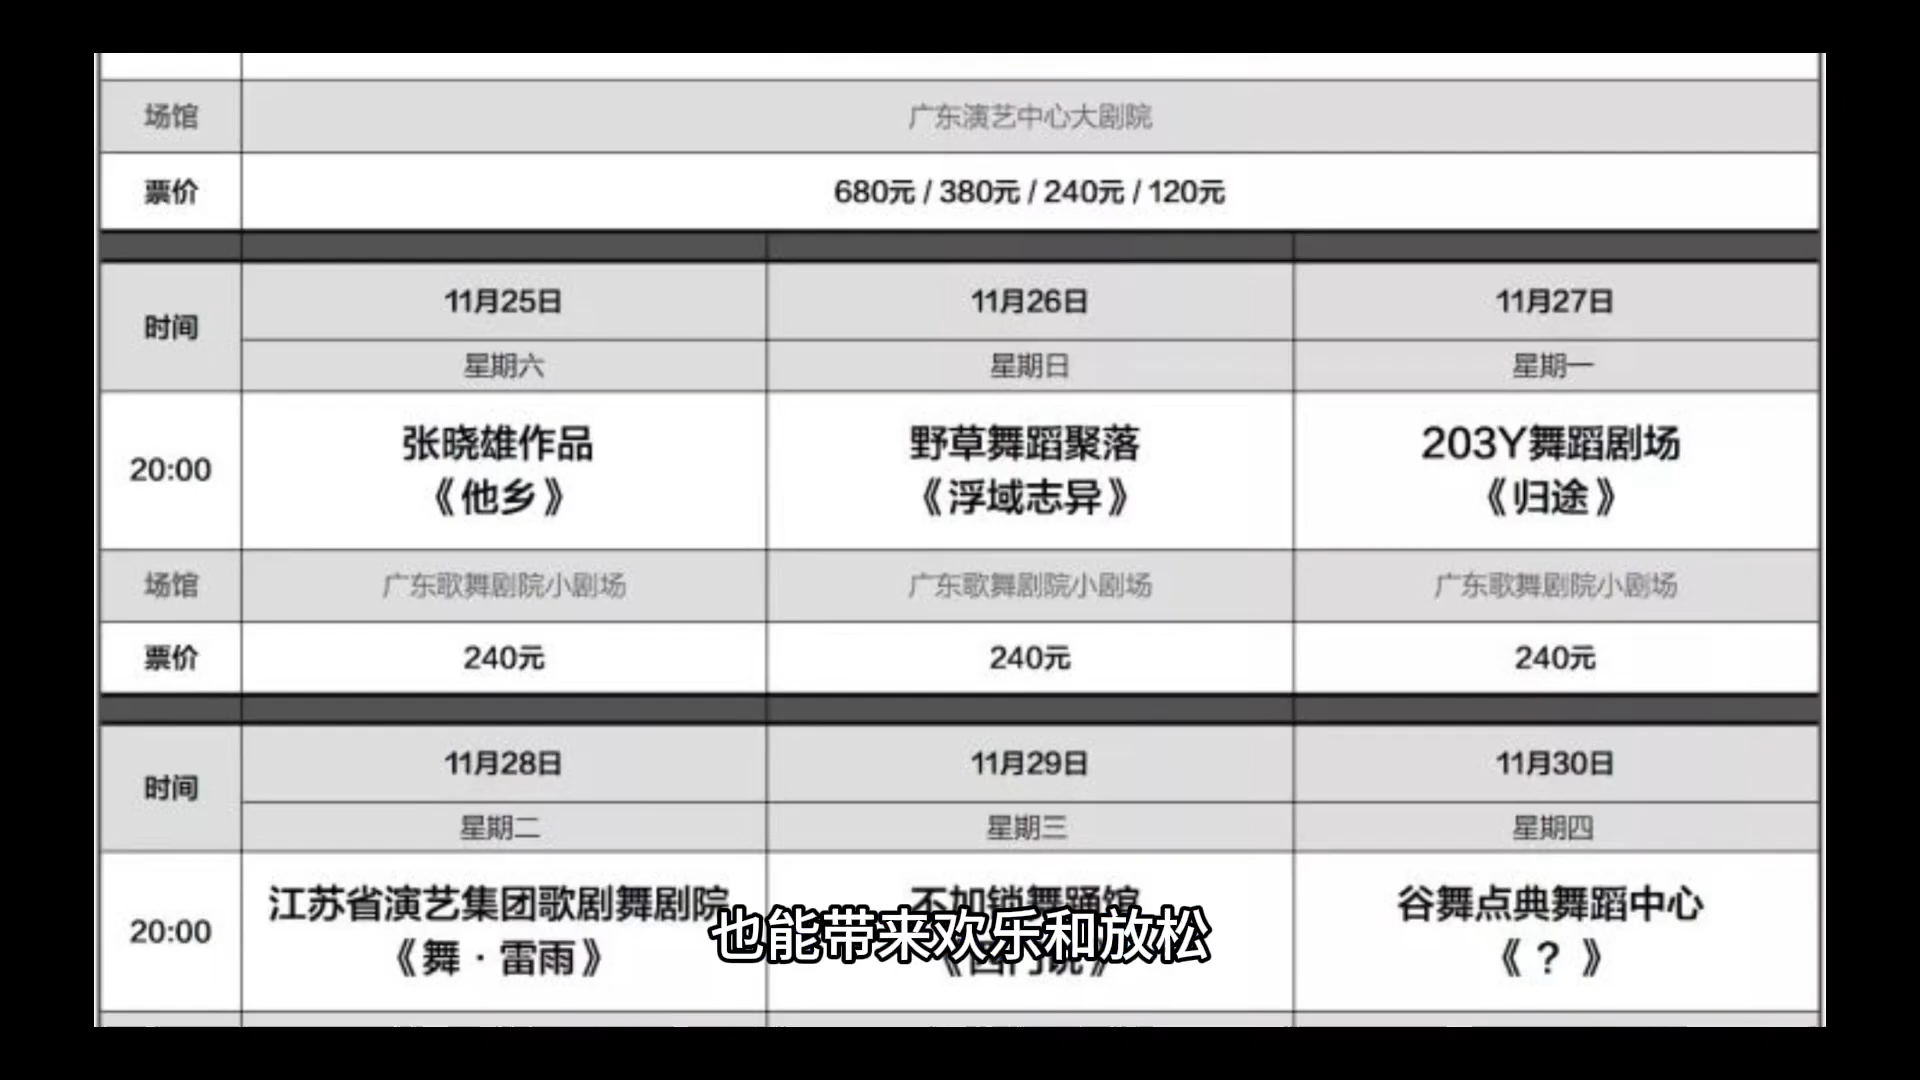 场馆 广东演艺中心大剧院
票价 680元 / 380元 / 240元 / 120元
时间 11月25日 11月26日 11月27日
星期六 星期日 星期一
20:00 张晓雄作品 野草舞蹈聚落 203Y舞蹈剧场
《他乡》 《浮域志异》 《归途》
场馆 广东歌舞剧院小剧场 广东歌舞剧院小剧场 广东歌舞剧院小剧场
票价 240元 240元 240元
时间 11月28日 11月29日 11月30日
星期二 星期三 星期四
20:00 江苏省演艺集团歌剧舞剧院 不加锁舞踊馆 谷舞点典舞蹈中心
《舞·雷雨》 《？》
也能带来欢乐和放松